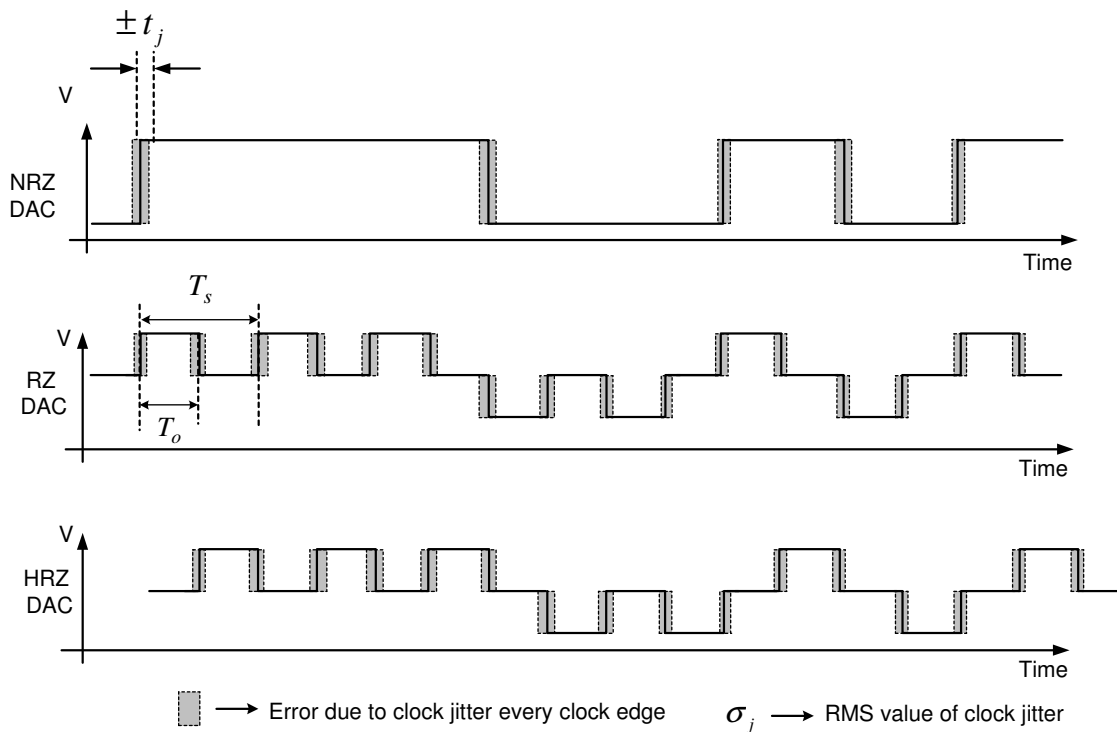 ± t_j
V
NRZ
DAC
Time
T_s
V
RZ
DAC
T_o
Time
V
HRZ
DAC
Time
Error due to clock jitter every clock edge
σ_j
RMS value of clock jitter